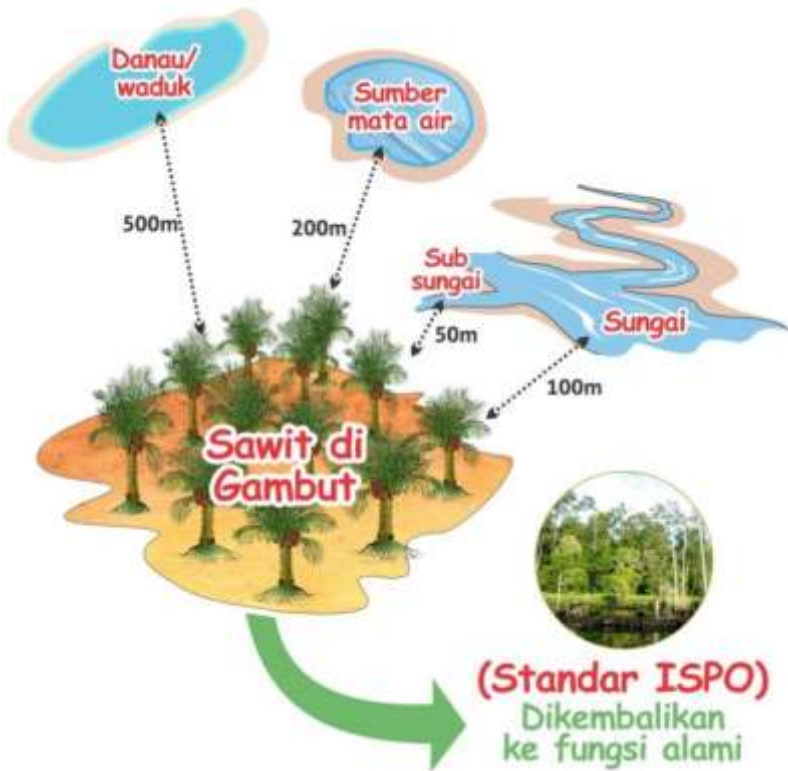 Danau/
waduk
Sumber
mata air
500m
200m
Sub
sungai
Sungai
50m
100m
Sawit di
Gambut
(Standar ISPO)
Dikembalikan
ke fungsi alami